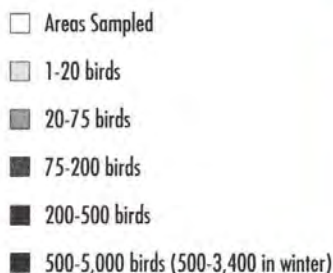 Areas Sampled
1-20 birds
20-75 birds
75-200 birds
200-500 birds
500-5,000 birds (500-3,400 in winter)